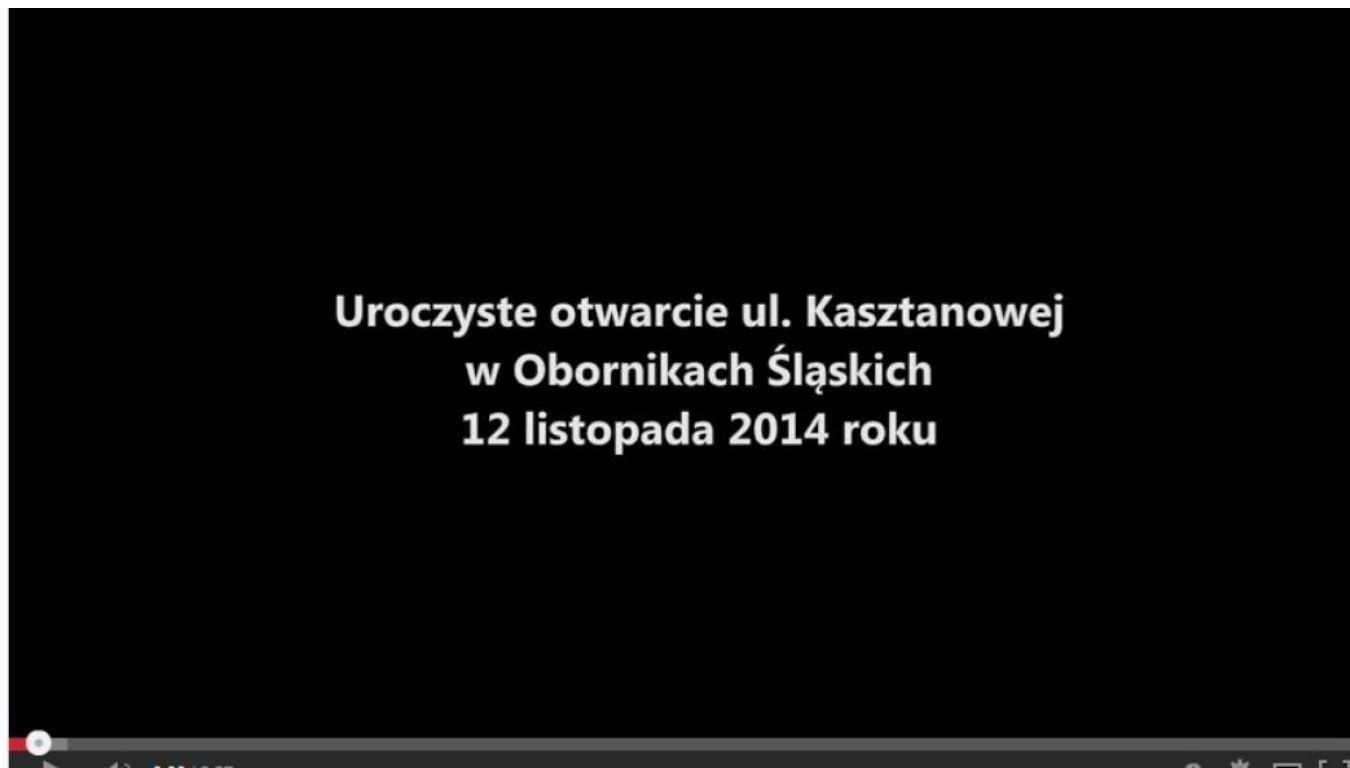 Uroczyste otwarcie ul. Kasztanowej
w Obornikach Śląskich
12 listopada 2014 roku